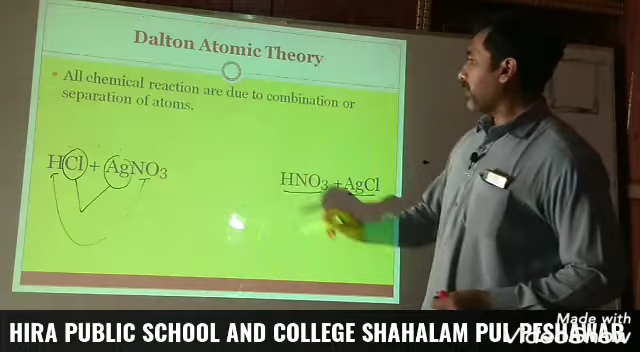 Dalton Atomic Theory
• All chemical reaction are due to combination or
separation of atoms.
HCl + AgNO₃
HNO₃ +AgCl
HIRA PUBLIC SCHOOL AND COLLEGE SHAHALAM PUL PESHAWAR
Made with
VideoShow